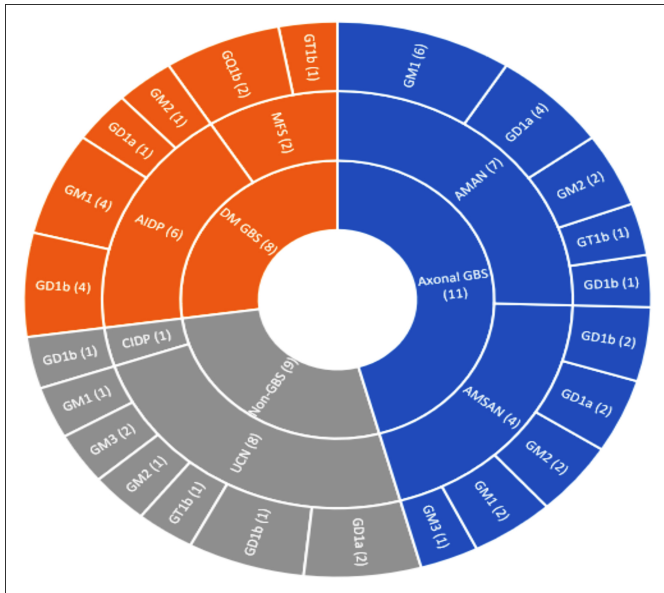 GM1 (6)
GD1a (4)
GM2 (2)
GT1b (1)
GD1b (1)
GD1b (2)
GD1a (2)
GM2 (2)
GM1 (2)
GM3 (1)
GD1a (2)
GD1b (1)
GT1b (1)
GM2 (1)
GM3 (2)
GM1 (1)
GD1b (1)
GD1b (4)
GM1 (4)
GD1a (1)
GM2 (1)
GQ1b (2)
GT1b (1)
AMAN (7)
AMSAN (4)
UCN (8)
CIDP (1)
AIDP (6)
MFS (2)
Axonal GBS
(11)
Non-GBS (9)
DM GBS (8)